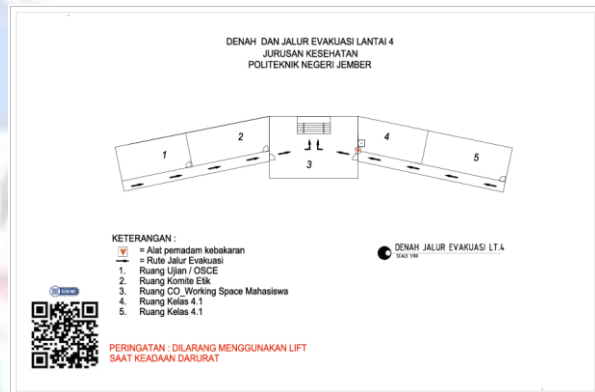 DENAH DAN JALUR EVAKUASI LANTAI 4
JURUSAN KESEHATAN
POLITEKNIK NEGERI JEMBER
1
2
3
4
5
KETERANGAN :
= Alat pemadam kebakaran
= Rute Jalur Evakuasi
1. Ruang Ujian / OSCE
2. Ruang Komite Etik
3. Ruang CO_Working Space Mahasiswa
4. Ruang Kelas 4.1
5. Ruang Kelas 4.1
DENAH JALUR EVAKUASI LT.4
PERINGATAN : DILARANG MENGGUNAKAN LIFT
SAAT KEADAAN DARURAT